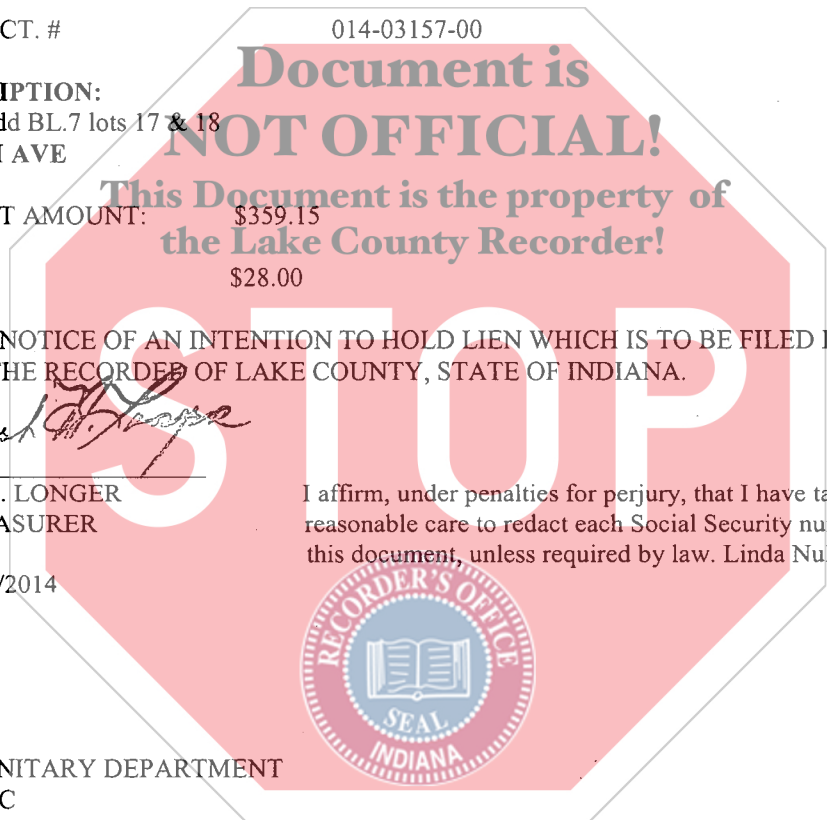 CT. # 014-03157-00
Document is
IPTION:
dd BL.7 lots 17 & 18
NOT OFFICIAL!
I AVE
This Document is the property of
T AMOUNT: $359.15
the Lake County Recorder!
$28.00
NOTICE OF AN INTENTION TO HOLD LIEN WHICH IS TO BE FILED I
HE RECORDED OF LAKE COUNTY, STATE OF INDIANA.
STOP
. LONGER
I affirm, under penalties for perjury, that I have ta
ASURER
reasonable care to redact each Social Security nu
this document, unless required by law. Linda Nu
/2014
RECORDER'S OFFICE
SEAL
INDIANA
NITARY DEPARTMENT
C